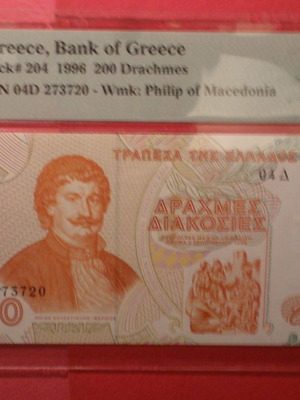 reece, Bank of Greece
ck# 204 1996 200 Drachmes
N 04D 273720 - Wmk: Philip of Macedonia
ΤΡΑΠΕΖΑ ΤΗΣ ΕΛΛΑΔΟΣ
04 Δ
ΔΡΑΧΜΕΣ
ΔΙΑΚΟΣΙΕΣ
273720
0